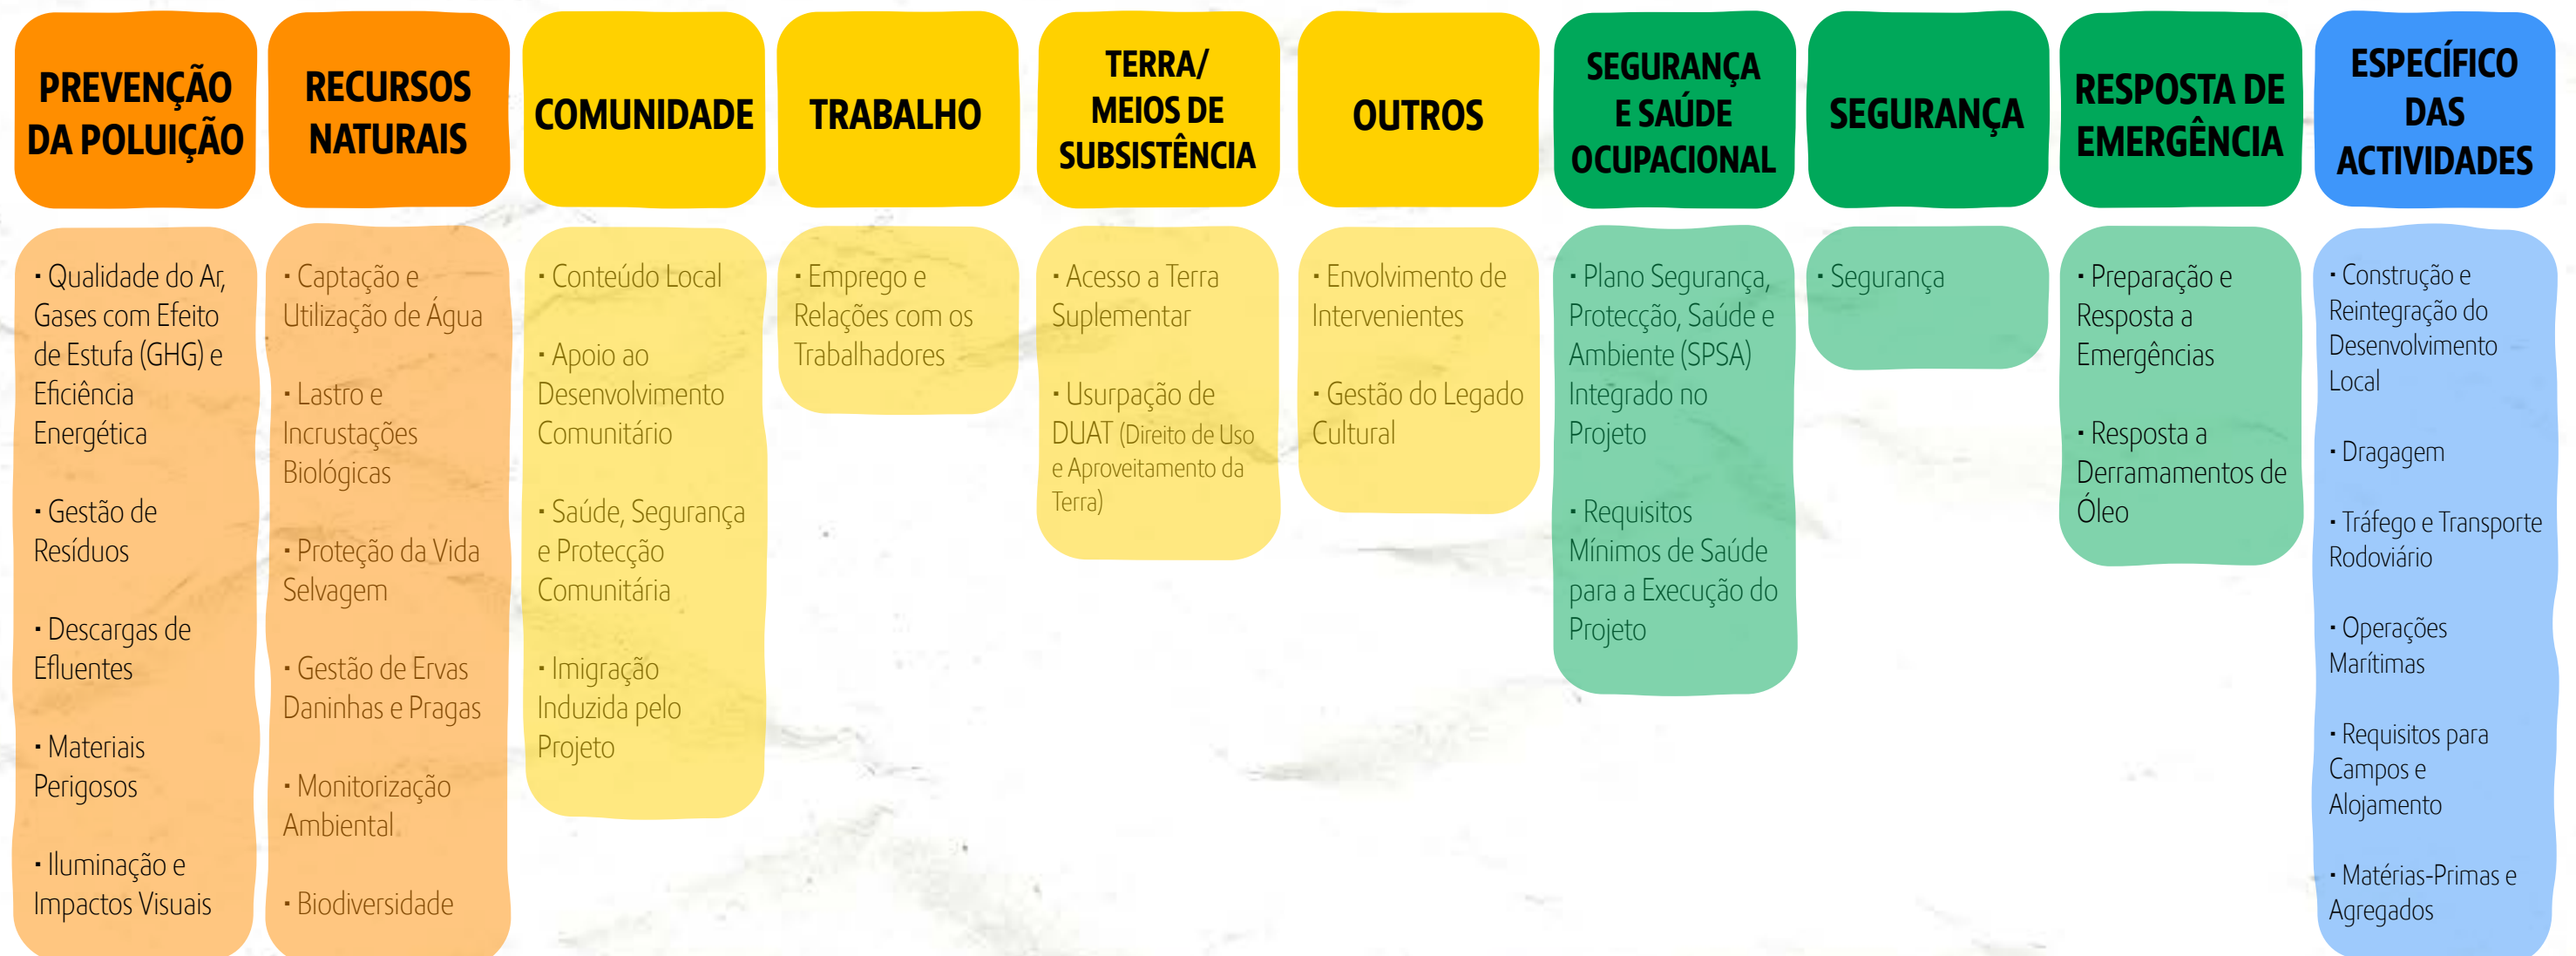 PREVENÇÃO
DA POLUIÇÃO
· Qualidade do Ar,
Gases com Efeito
de Estufa (GHG) e
Eficiência
Energética
· Gestão de
Resíduos
· Descargas de
Efluentes
· Materiais
Perigosos
· Iluminação e
Impactos Visuais
RECURSOS
NATURAIS
· Captação e
Utilização de Água
· Lastro e
Incrustações
Biológicas
· Proteção da Vida
Selvagem
· Gestão de Ervas
Daninhas e Pragas
· Monitorização
Ambiental
· Biodiversidade
COMUNIDADE
· Conteúdo Local
· Apoio ao
Desenvolvimento
Comunitário
· Saúde, Segurança
e Protecção
Comunitária
· Imigração
Induzida pelo
Projeto
TRABALHO
· Emprego e
Relações com os
Trabalhadores
TERRA/
MEIOS DE
SUBSISTÊNCIA
· Acesso a Terra
Suplementar
· Usurpação de
DUAT (Direito de Uso
e Aproveitamento da
Terra)
OUTROS
· Envolvimento de
Intervenientes
· Gestão do Legado
Cultural
SEGURANÇA
E SAÚDE
OCUPACIONAL
· Plano Segurança,
Protecção, Saúde e
Ambiente (SPSA)
Integrado no
Projeto
· Requisitos
Mínimos de Saúde
para a Execução do
Projeto
SEGURANÇA
· Segurança
RESPOSTA DE
EMERGÊNCIA
· Preparação e
Resposta a
Emergências
· Resposta a
Derramamentos de
Óleo
ESPECÍFICO
DAS
ACTIVIDADES
· Construção e
Reintegração do
Desenvolvimento
Local
· Dragagem
· Tráfego e Transporte
Rodoviário
· Operações
Marítimas
· Requisitos para
Campos e
Alojamento
· Matérias-Primas e
Agregados